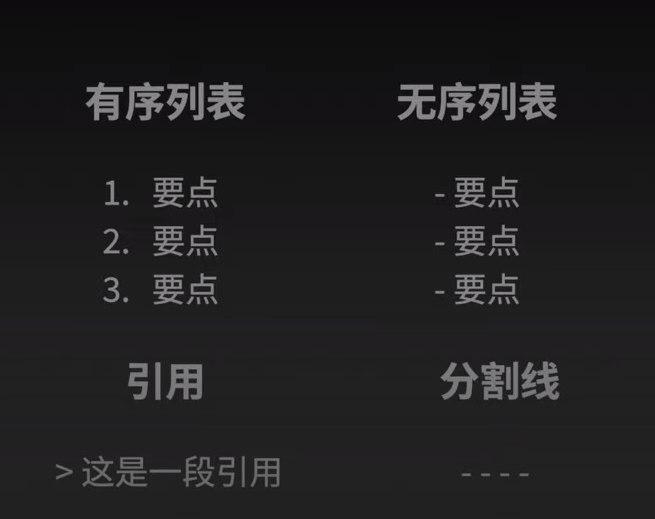 有序列表
1. 要点
2. 要点
3. 要点
无序列表
- 要点
- 要点
- 要点
引用
> 这是一段引用
分割线
- - - -